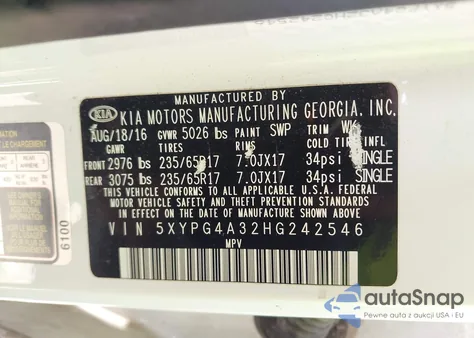 MANUFACTURED BY
KIA KIA MOTORS MANUFACTURING GEORGIA, INC.
AUG/18/16 GVWR 5026 lbs PAINT SWP TRIM WK
GAWR TIRES RIMS COLD TIRE INFL
FRONT 2976 lbs 235/65R17 7.0JX17 34psi SINGLE
REAR 3075 lbs 235/65R17 7.0JX17 34psi SINGLE
THIS VEHICLE CONFORMS TO ALL APPLICABLE U.S. FEDERAL MOTOR VEHICLE
SAFETY, BUMPER, AND THEFT PREVENTION STANDARDS
IN EFFECT ON THE DATE OF MANUFACTURE SHOWN ABOVE.
VIN 5XYPG4A32HG242546
MPV
6100
autoSnap
Pewne auta z aukcji USA i EU